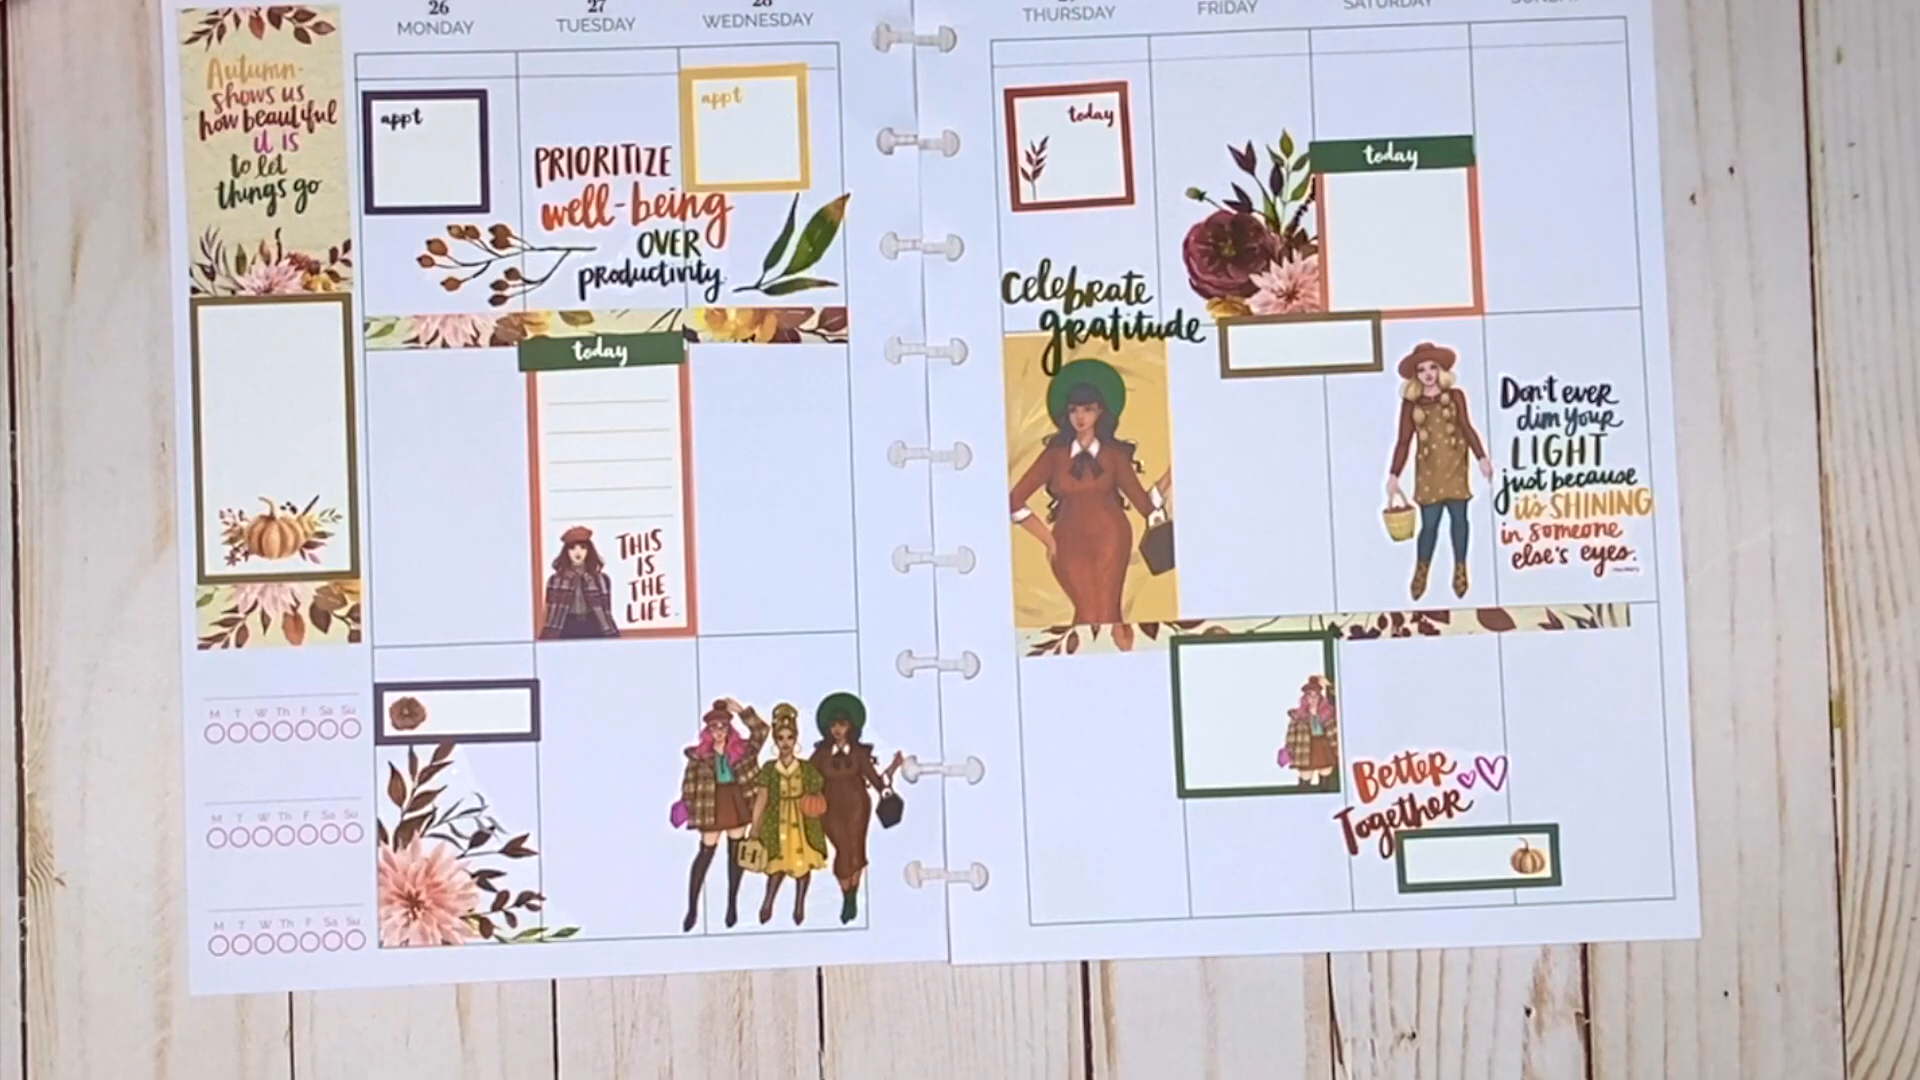 26
MONDAY
27
TUESDAY
28
WEDNESDAY
THURSDAY
FRIDAY
SATURDAY
SUNDAY
Autumn-
shows us
how beautiful
it is
to let
things go
appt
PRIORITIZE
well-being
OVER
productivity.
appt
today
THIS
IS
THE
LIFE.
M T W Th F Sa Su
M T W Th F Sa Su
M T W Th F Sa Su
today
celebrate
gratitude
today
Don't ever
dim your
LIGHT
just because
it's SHINING
in someone
else's eyes.
Better
Together